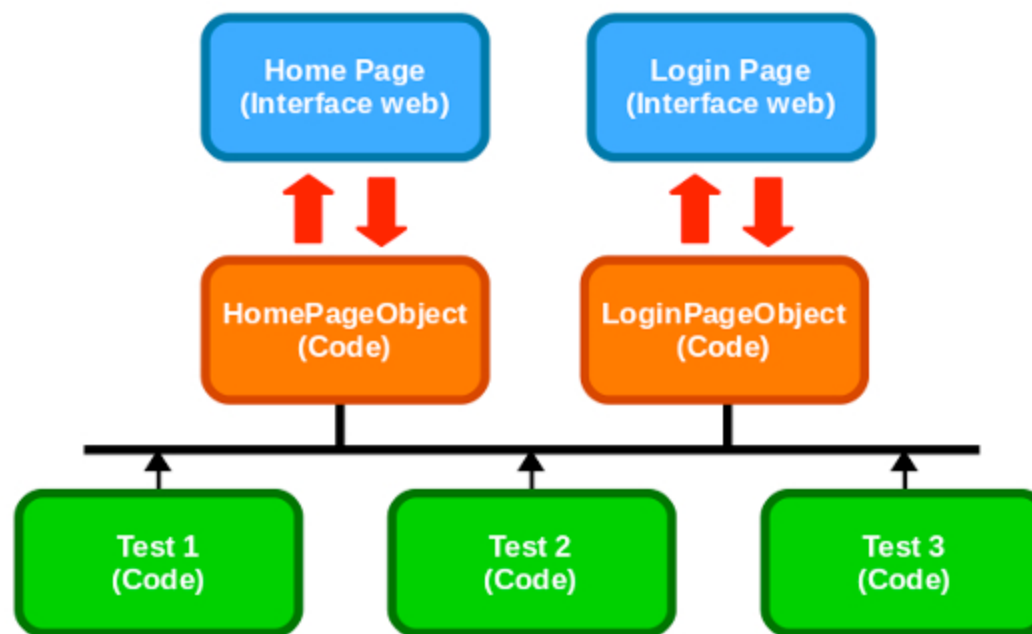 Home Page
(Interface web)
Login Page
(Interface web)
HomePageObject
(Code)
LoginPageObject
(Code)
Test 1
(Code)
Test 2
(Code)
Test 3
(Code)